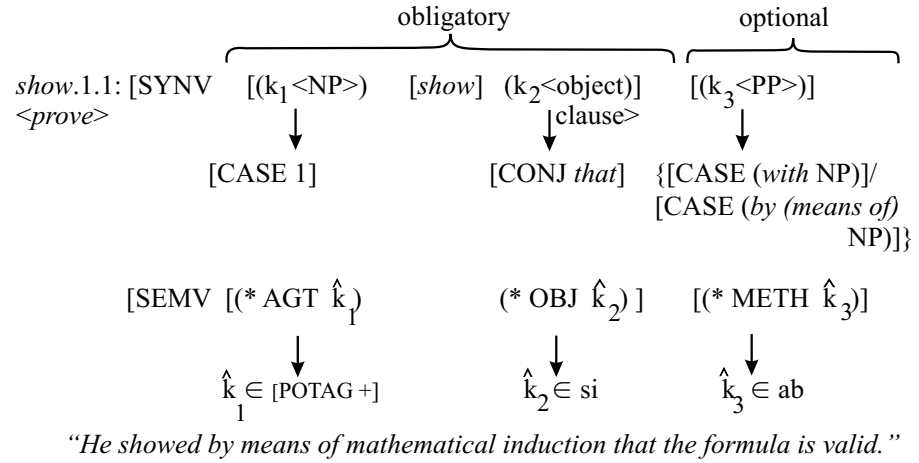 obligatory optional
show.1.1: [SYNV [(k₁<NP>) [show] (k₂<object)] [(k₃<PP>)]
<prove> clause>
[CASE 1] [CONJ that] {[CASE (with NP)]/
[CASE (by (means of)
NP)]}
[SEMV [(* AGT k̂₁) (* OBJ k̂₂) ] [(* METH k̂₃)]
k̂₁ ∈ [POTAG +] k̂₂ ∈ si k̂₃ ∈ ab
“He showed by means of mathematical induction that the formula is valid.”